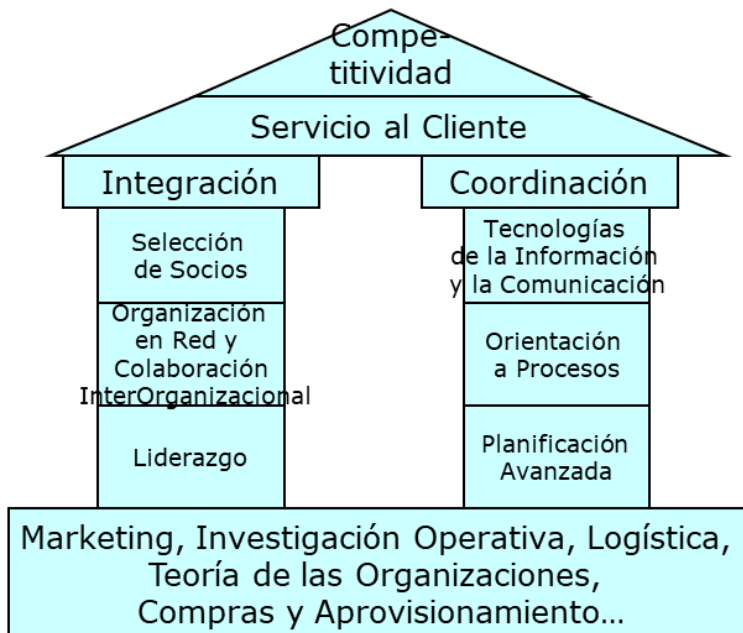 Compe-
titividad
Servicio al Cliente
Integración
Selección
de Socios
Organización
en Red y
Colaboración
InterOrganizacional
Liderazgo
Coordinación
Tecnologías
de la Información
y la Comunicación
Orientación
a Procesos
Planificación
Avanzada
Marketing, Investigación Operativa, Logística,
Teoría de las Organizaciones,
Compras y Aprovisionamiento...